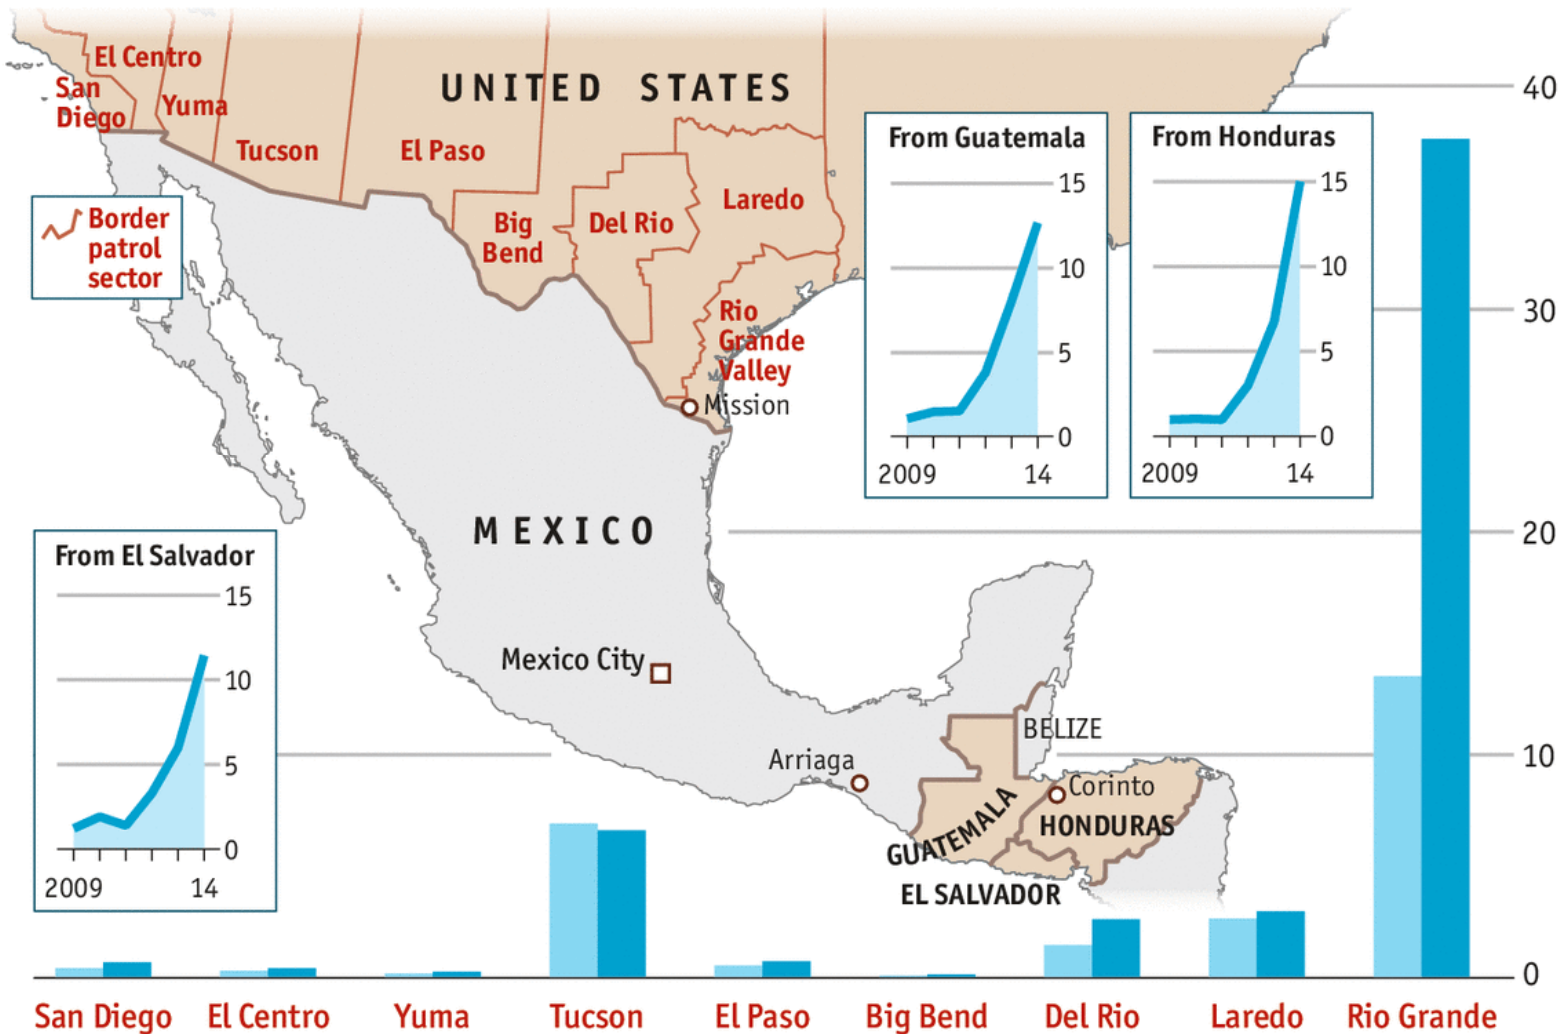 El Centro
San
Diego
Yuma
Tucson
El Paso
UNITED STATES
Big
Bend
Del Rio
Laredo
Rio
Grande
Valley
Mission
Border
patrol
sector
MEXICO
Mexico City
Arriaga
BELIZE
Corinto
GUATEMALA
HONDURAS
EL SALVADOR
From Guatemala
15
10
5
0
2009
14
From Honduras
15
10
5
0
2009
14
From El Salvador
15
10
5
0
2009
14
40
30
20
10
0
San Diego
El Centro
Yuma
Tucson
El Paso
Big Bend
Del Rio
Laredo
Rio Grande